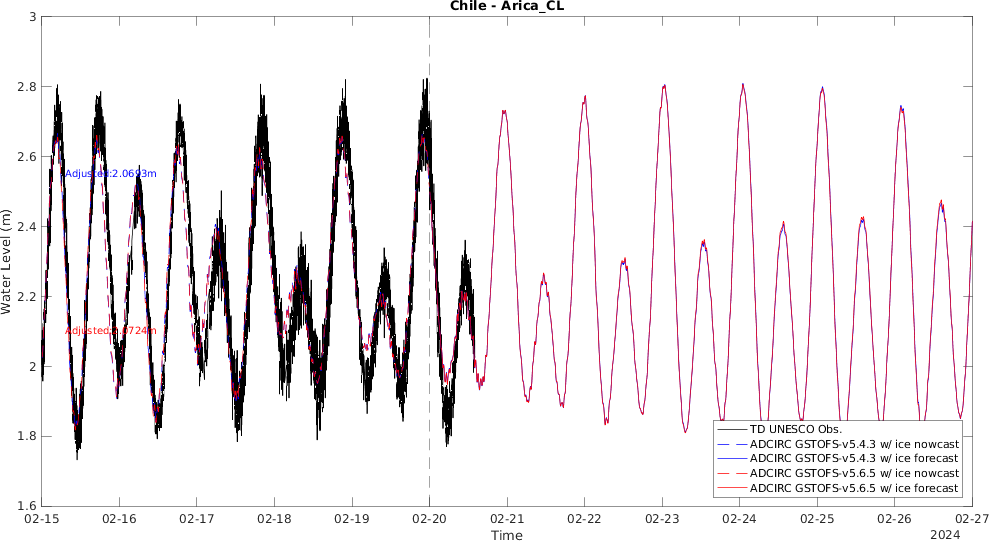 Chile - Arica_CL
Water Level (m)
3
2.8
2.6
2.4
2.2
2
1.8
1.6
Adjusted:2.0693m
Adjusted:2.0724m
TD UNESCO Obs.
ADCIRC GSTOFS-v5.4.3 w/ ice nowcast
ADCIRC GSTOFS-v5.4.3 w/ ice forecast
ADCIRC GSTOFS-v5.6.5 w/ ice nowcast
ADCIRC GSTOFS-v5.6.5 w/ ice forecast
02-15 02-16 02-17 02-18 02-19 02-20 02-21 02-22 02-23 02-24 02-25 02-26 02-27
Time
2024